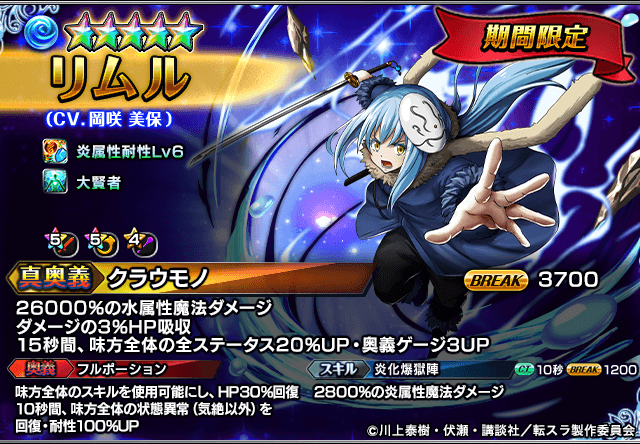 期間限定
リムル
(CV.岡咲 美保)
炎属性耐性Lv6
大賢者
5 5 4
真奥義 クラウモノ BREAK 3700
26000%の水属性魔法ダメージ
ダメージの3%HP吸収
15秒間、味方全体の全ステータス20%UP・奥義ゲージ3UP
奥義 フルポーション
味方全体のスキルを使用可能にし、HP30%回復
10秒間、味方全体の状態異常(気絶以外)を
回復・耐性100%UP
スキル 炎化爆獄陣 CT 10秒 BREAK 1200
2800%の炎属性魔法ダメージ
©川上泰樹・伏瀬・講談社/転スラ製作委員会